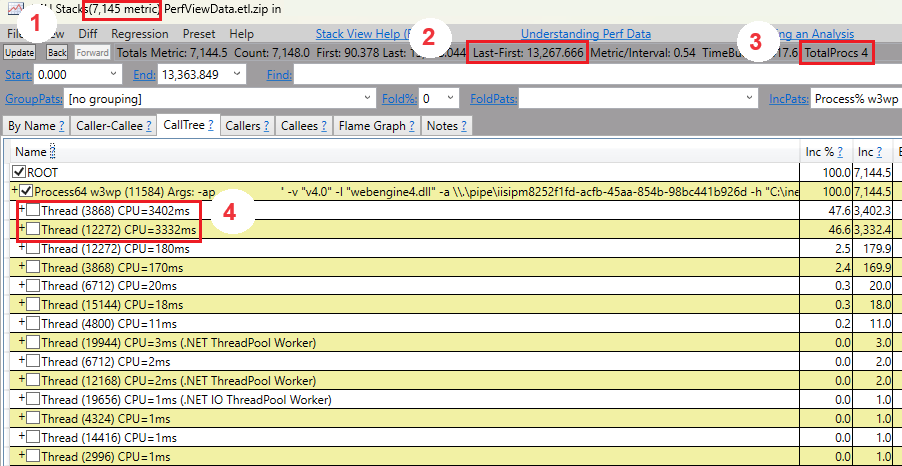 Stacks(7,145 metric) PerfViewData.etl.zip in
1
File View Diff Regression Preset Help Stack View Help (F Understanding Perf Data ing an Analysis
2
3
Update Back Forward Totals Metric: 7,144.5 Count: 7,148.0 First: 90.378 Last: .044 Last-First: 13,267.666 Metric/Interval: 0.54 TimeBu 17.6 TotalProcs 4
Start: 0.000 End: 13,363.849 Find:
GroupPats: [no grouping] Fold%: 0 FoldPats: IncPats: Process% w3wp
By Name ? Caller-Callee ? CallTree ? Callers ? Callees ? Flame Graph ? Notes ?
Name ? Inc % ? Inc ? E
ROOT 100.0 7,144.5
+ Process64 w3wp (11584) Args: -ap ' -v "v4.0" -l "webengine4.dll" -a \\.\pipe\iisipm8252f1fd-acfb-45aa-854b-98bc441b926d -h "C:\ine 100.0 7,144.5
+ Thread (3868) CPU=3402ms 47.6 3,402.3
4
+ Thread (12272) CPU=3332ms 46.6 3,332.4
+ Thread (12272) CPU=180ms 2.5 179.9
+ Thread (3868) CPU=170ms 2.4 169.9
+ Thread (6712) CPU=20ms 0.3 20.0
+ Thread (15144) CPU=18ms 0.3 18.0
+ Thread (4800) CPU=11ms 0.2 11.0
+ Thread (19944) CPU=3ms (.NET ThreadPool Worker) 0.0 3.0
+ Thread (6712) CPU=2ms 0.0 2.0
+ Thread (12168) CPU=2ms (.NET ThreadPool Worker) 0.0 2.0
+ Thread (19656) CPU=1ms (.NET IO ThreadPool Worker) 0.0 1.0
+ Thread (4324) CPU=1ms 0.0 1.0
+ Thread (14416) CPU=1ms 0.0 1.0
+ Thread (2996) CPU=1ms 0.0 1.0